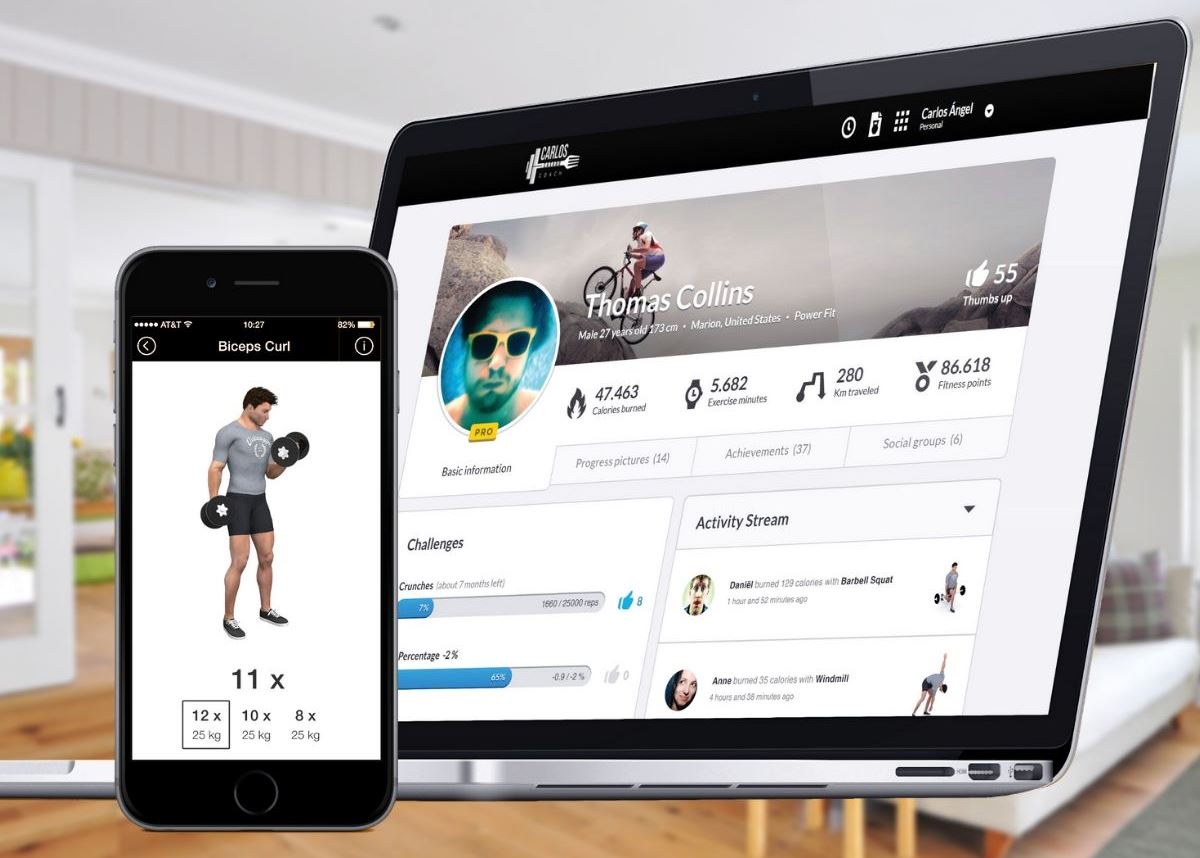 AT&T
10:27
82%
Biceps Curl
11 x
12 x
25 kg
10 x
25 kg
8 x
25 kg
CARLOS
COACH
Carlos Ángel
Personal
Thomas Collins
Male 27 years old 173 cm • Marion, United States • Power Fit
55
Thumbs up
PRO
47.463
Calories burned
5.682
Exercise minutes
280
Km traveled
86.618
Fitness points
Basic information
Progress pictures (14)
Achievements (37)
Social groups (6)
Challenges
Crunches (about 7 months left)
7%
1660 / 25000 reps
8
Percentage -2%
65%
-0.9 / -2 %
0
Activity Stream
Daniël burned 129 calories with Barbell Squat
1 hour and 52 minutes ago
Anne burned 35 calories with Windmill
4 hours and 38 minutes ago